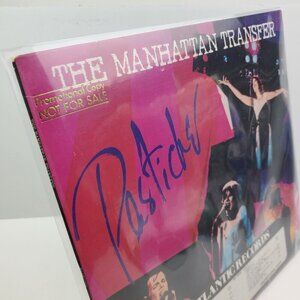 THE MANHATTAN TRANSFER
Promotional Copy
NOT FOR SALE
Pastiche
ATLANTIC RECORDS